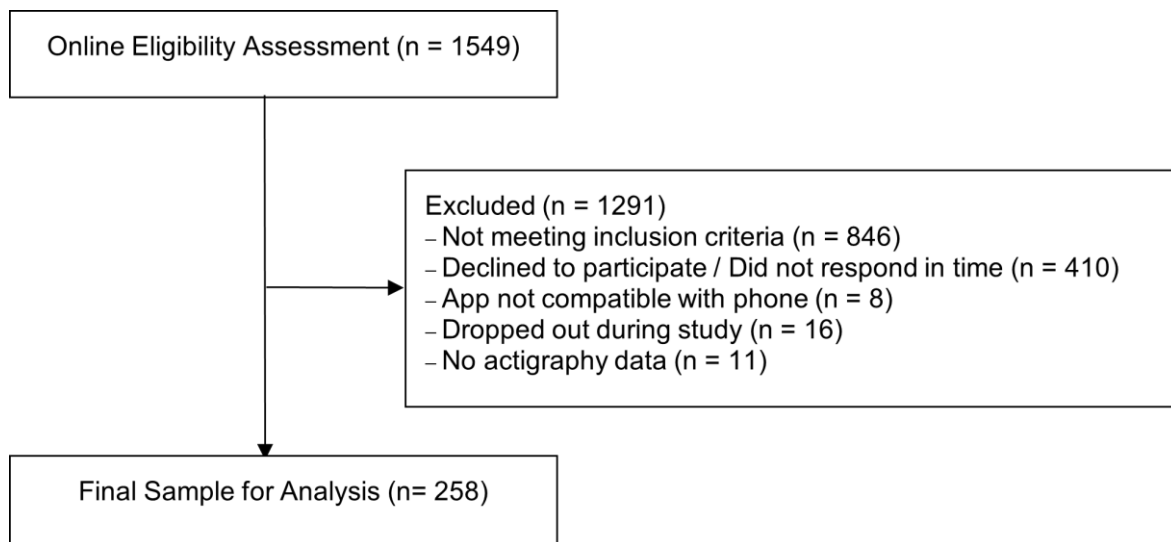 Online Eligibility Assessment (n = 1549)
Excluded (n = 1291)
– Not meeting inclusion criteria (n = 846)
– Declined to participate / Did not respond in time (n = 410)
– App not compatible with phone (n = 8)
– Dropped out during study (n = 16)
– No actigraphy data (n = 11)
Final Sample for Analysis (n= 258)